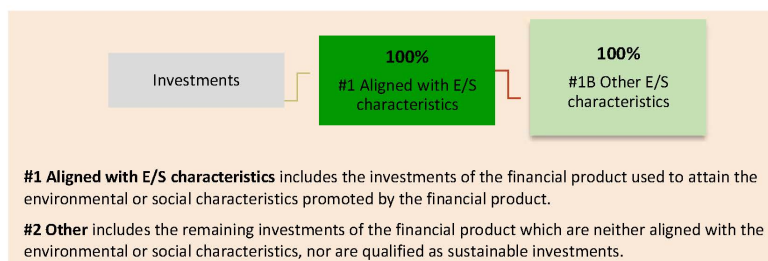 Investments
100%
#1 Aligned with E/S
characteristics
100%
#1B Other E/S
characteristics
#1 Aligned with E/S characteristics includes the investments of the financial product used to attain the
environmental or social characteristics promoted by the financial product.
#2 Other includes the remaining investments of the financial product which are neither aligned with the
environmental or social characteristics, nor are qualified as sustainable investments.